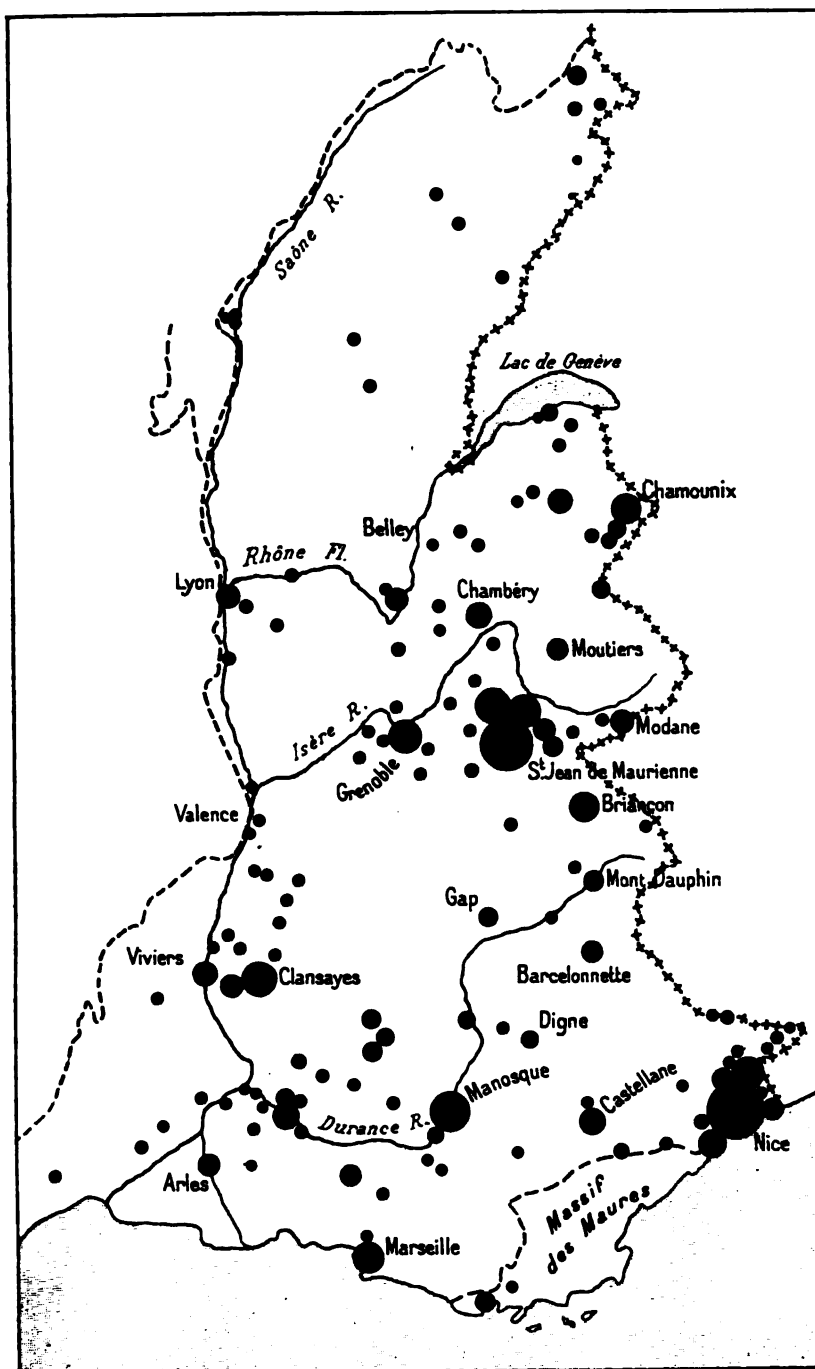 Saône R.
Lac de Genève
Chamounix
Belley
Rhône Fl.
Lyon
Chambéry
Moutiers
Isère R.
Modane
Grenoble
St. Jean de Maurienne
Briançon
Valence
Mont Dauphin
Gap
Viviers
Clansayes
Barcelonnette
Digne
Manosque
Castellane
Durance R.
Nice
Arles
Massif
des Maures
Marseille